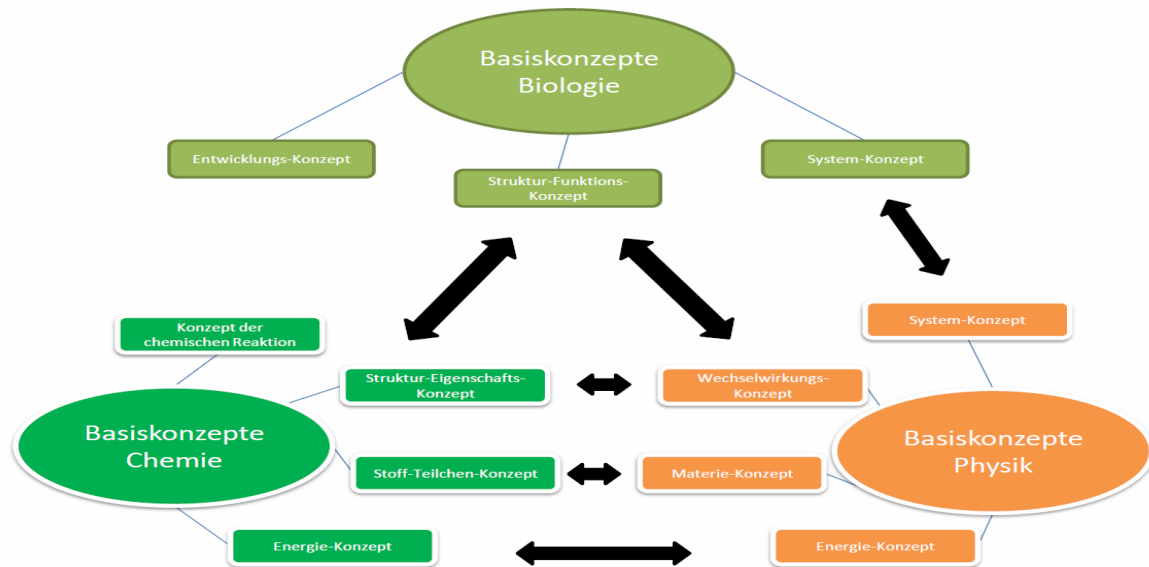 Basiskonzepte
Biologie
Entwicklungs-Konzept
Struktur-Funktions-
Konzept
System-Konzept
Konzept der
chemischen Reaktion
System-Konzept
Struktur-Eigenschafts-
Konzept
Wechselwirkungs-
Konzept
Basiskonzepte
Chemie
Basiskonzepte
Physik
Stoff-Teilchen-Konzept
Materie-Konzept
Energie-Konzept
Energie-Konzept